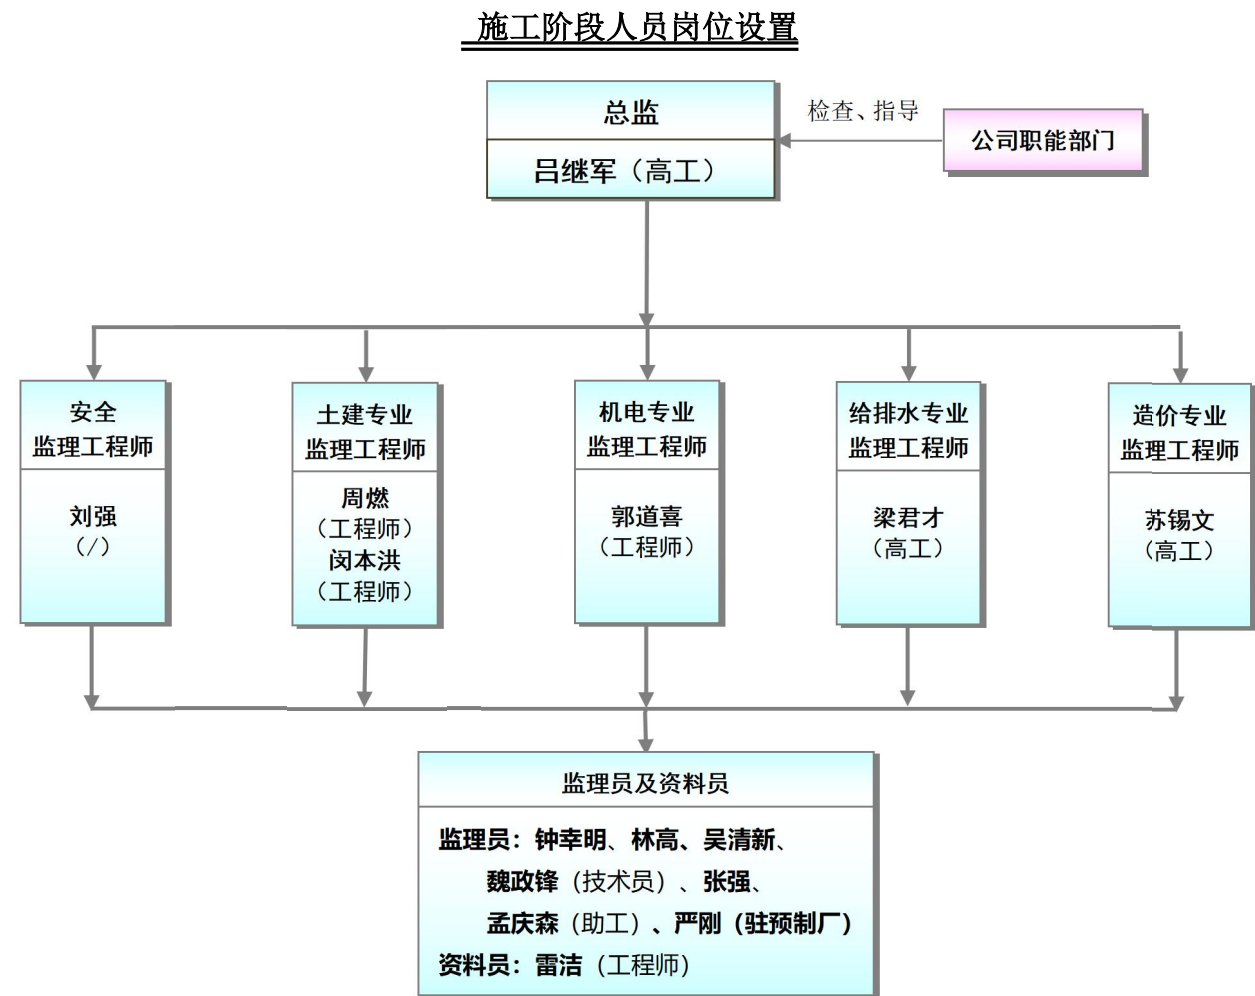 施工阶段人员岗位设置
总监
吕继军（高工）
检查、指导
公司职能部门
安全
监理工程师
刘强
（/）
土建专业
监理工程师
周燃
（工程师）
闵本洪
（工程师）
机电专业
监理工程师
郭道喜
（工程师）
给排水专业
监理工程师
梁君才
（高工）
造价专业
监理工程师
苏锡文
（高工）
监理员及资料员
监理员：钟幸明、林高、吴清新、
魏政锋（技术员）、张强、
孟庆森（助工）、严刚（驻预制厂）
资料员：雷洁（工程师）